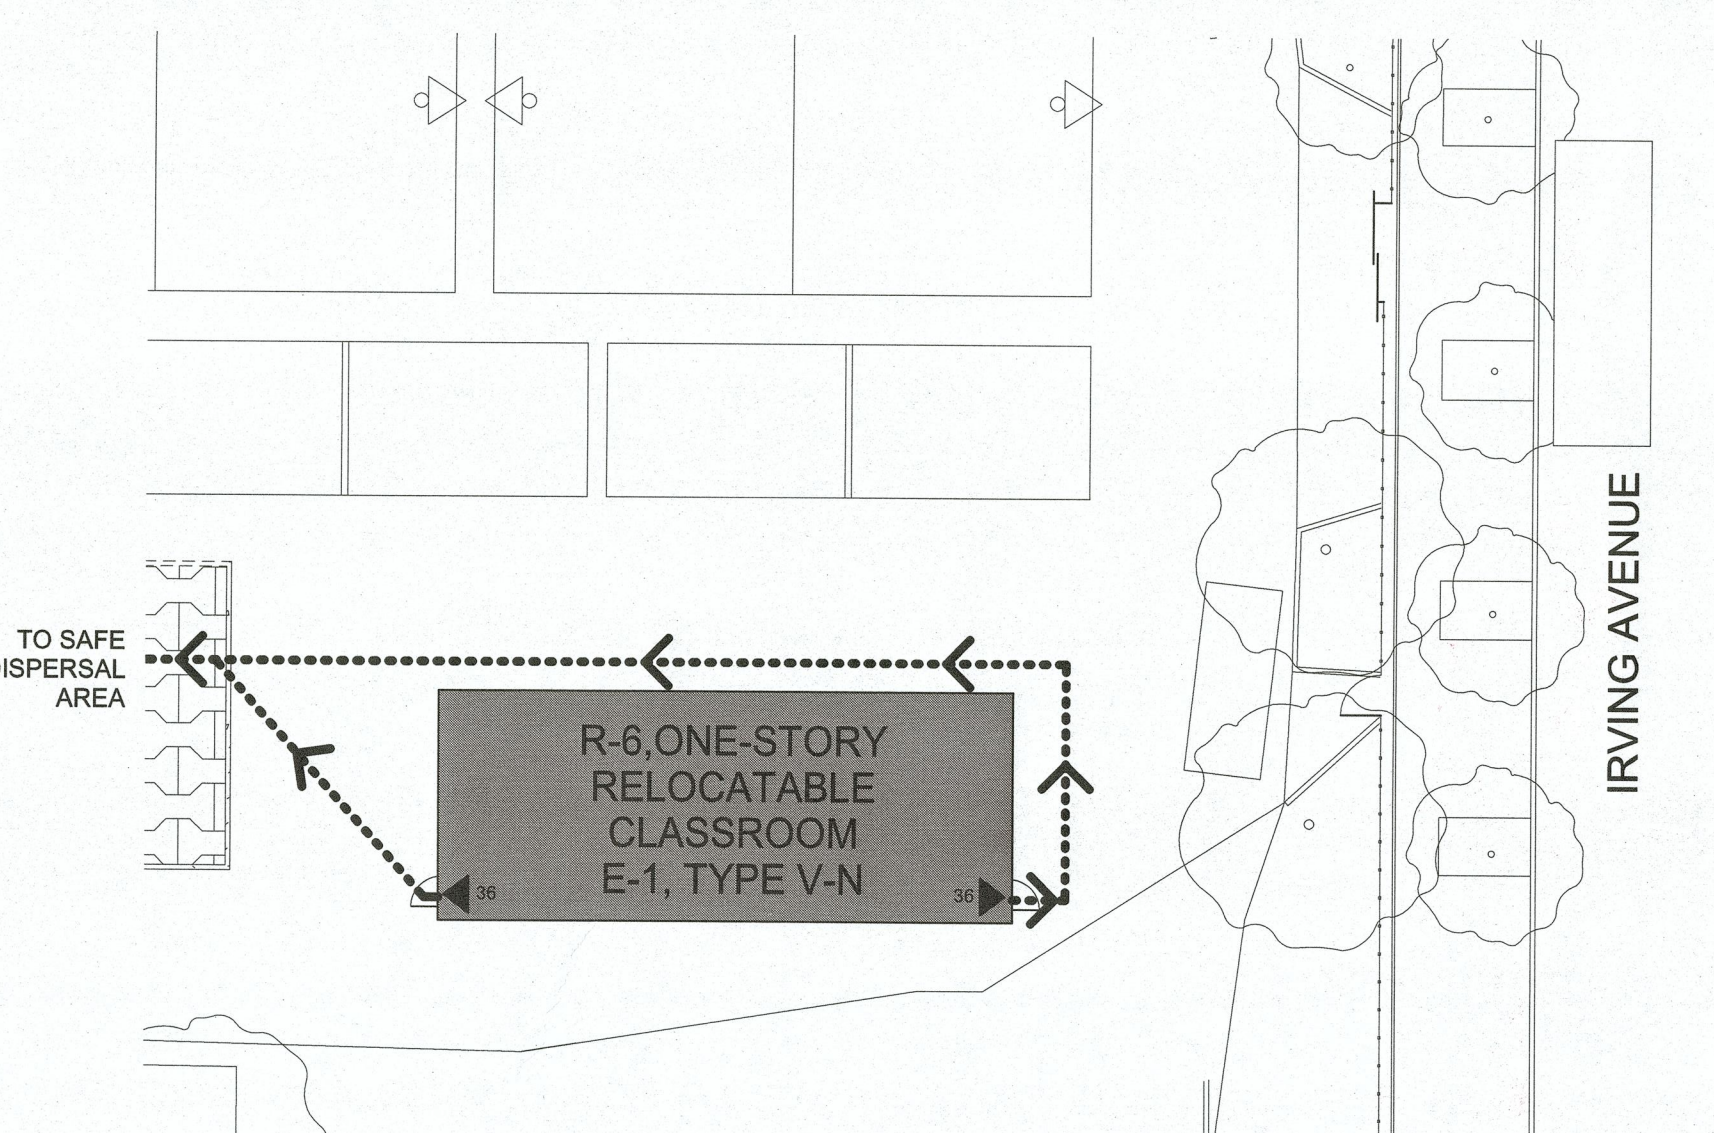 TO SAFE
ISPERSAL
AREA
R-6,ONE-STORY
RELOCATABLE
CLASSROOM
E-1, TYPE V-N
36
36
IRVING AVENUE